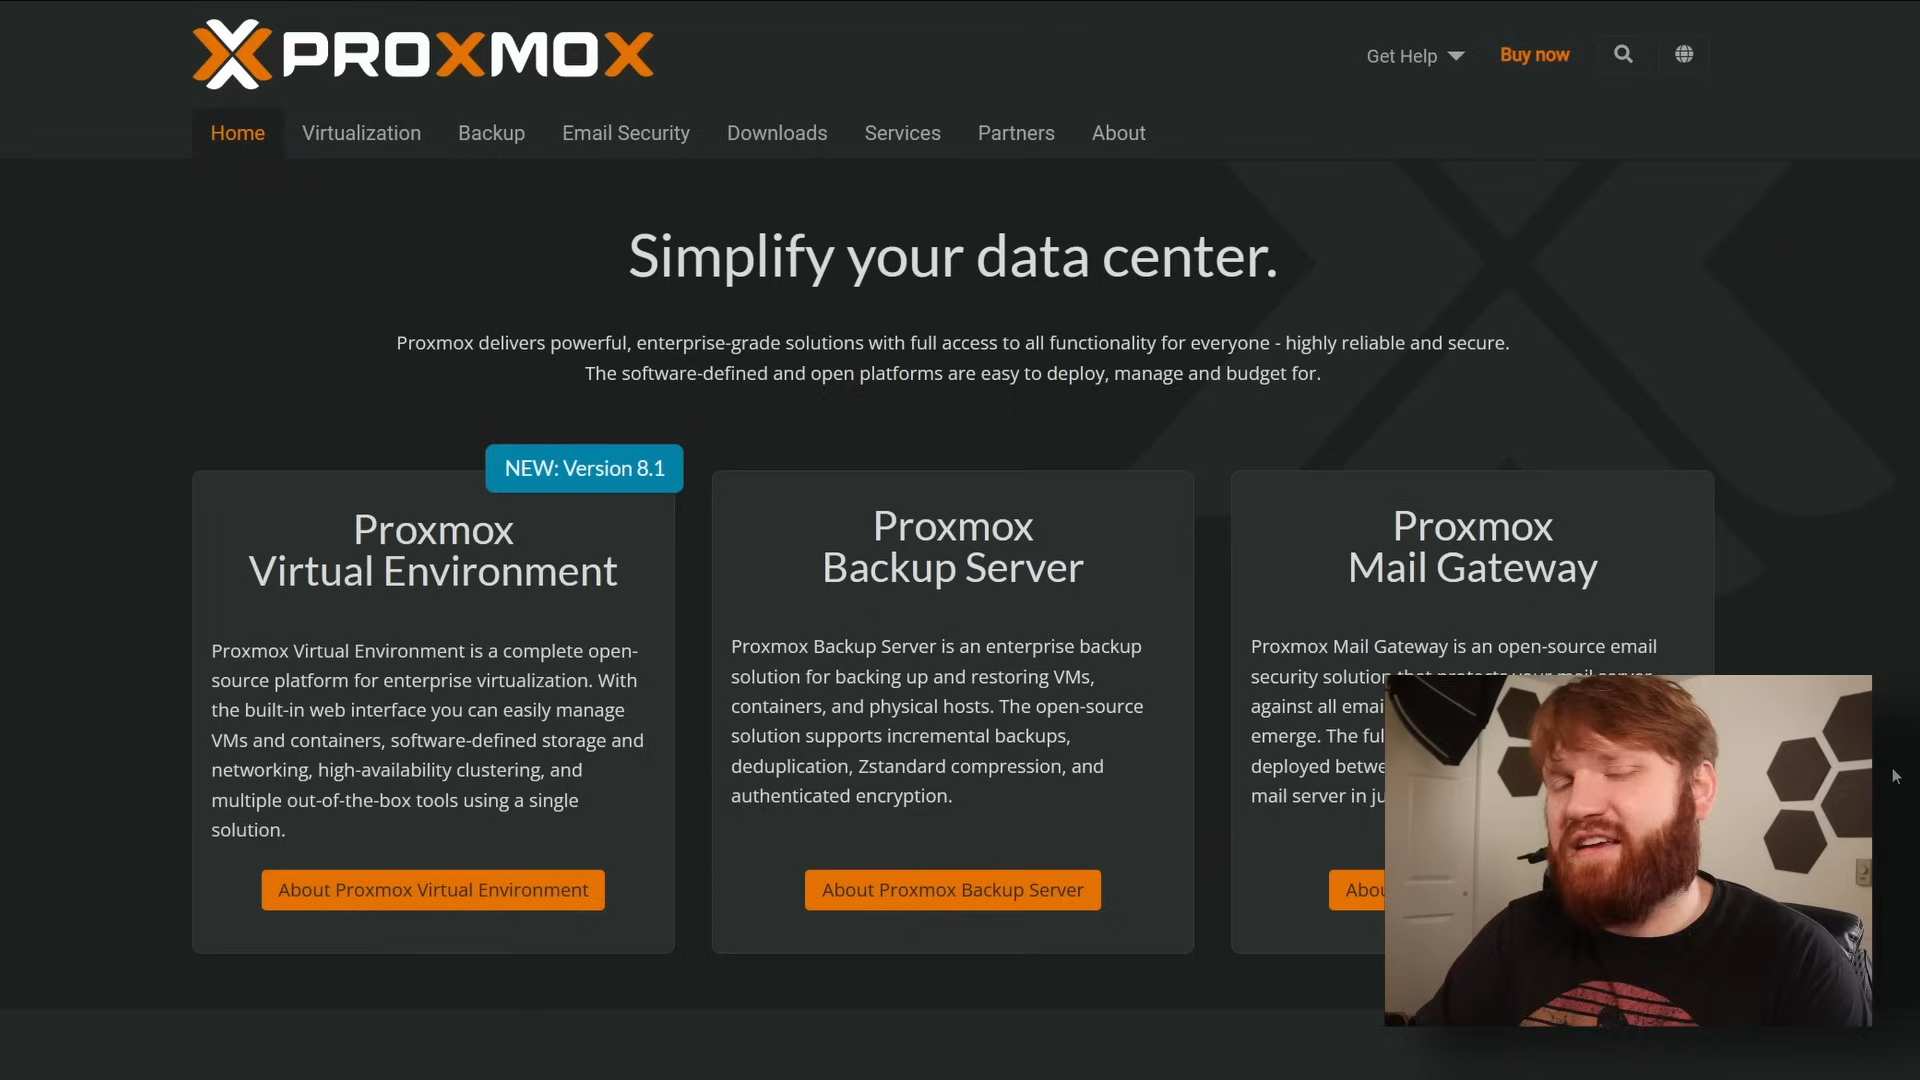 PROXMOX
Get Help
Buy now
Home
Virtualization
Backup
Email Security
Downloads
Services
Partners
About
Simplify your data center.
Proxmox delivers powerful, enterprise-grade solutions with full access to all functionality for everyone - highly reliable and secure.
The software-defined and open platforms are easy to deploy, manage and budget for.
NEW: Version 8.1
Proxmox
Virtual Environment
Proxmox Virtual Environment is a complete open-
source platform for enterprise virtualization. With
the built-in web interface you can easily manage
VMs and containers, software-defined storage and
networking, high-availability clustering, and
multiple out-of-the-box tools using a single
solution.
About Proxmox Virtual Environment
Proxmox
Backup Server
Proxmox Backup Server is an enterprise backup
solution for backing up and restoring VMs,
containers, and physical hosts. The open-source
solution supports incremental backups,
deduplication, Zstandard compression, and
authenticated encryption.
About Proxmox Backup Server
Proxmox
Mail Gateway
Proxmox Mail Gateway is an open-source email
security solution that protects your mail server
against all
emerge. The
deployed
mail server in